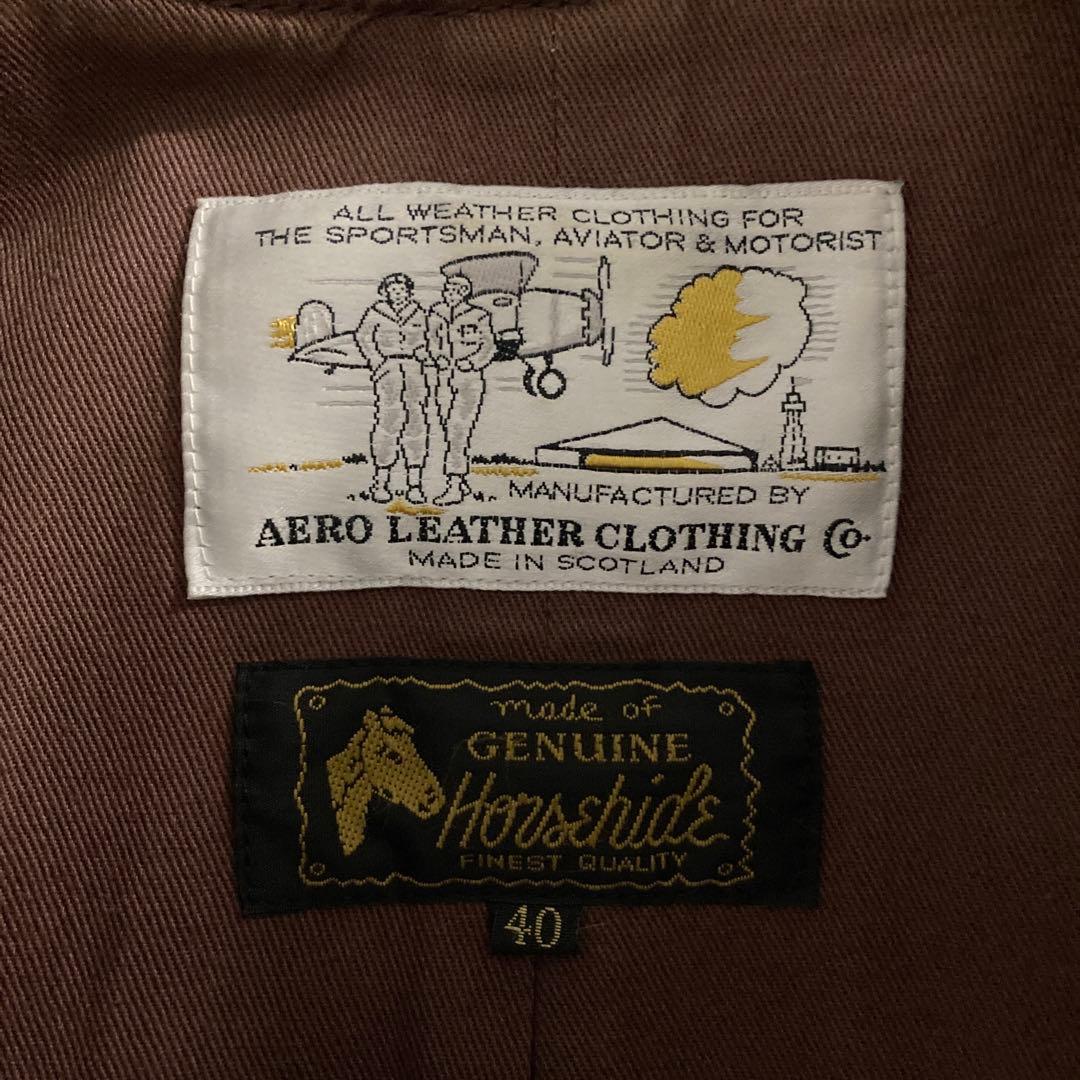 ALL WEATHER CLOTHING FOR
THE SPORTSMAN, AVIATOR & MOTORIST
MANUFACTURED BY
AERO LEATHER CLOTHING Co.
MADE IN SCOTLAND
made of
GENUINE
Horsehide
FINEST QUALITY
40